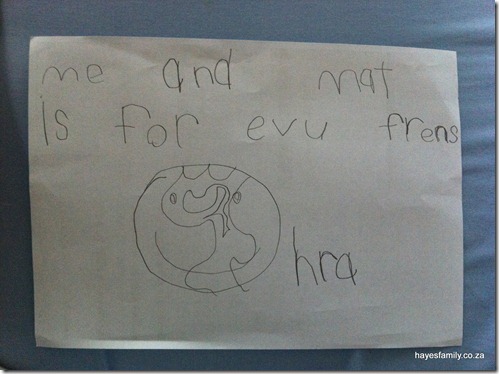 me and mat
is for evu frens
hra
hayesfamily.co.za